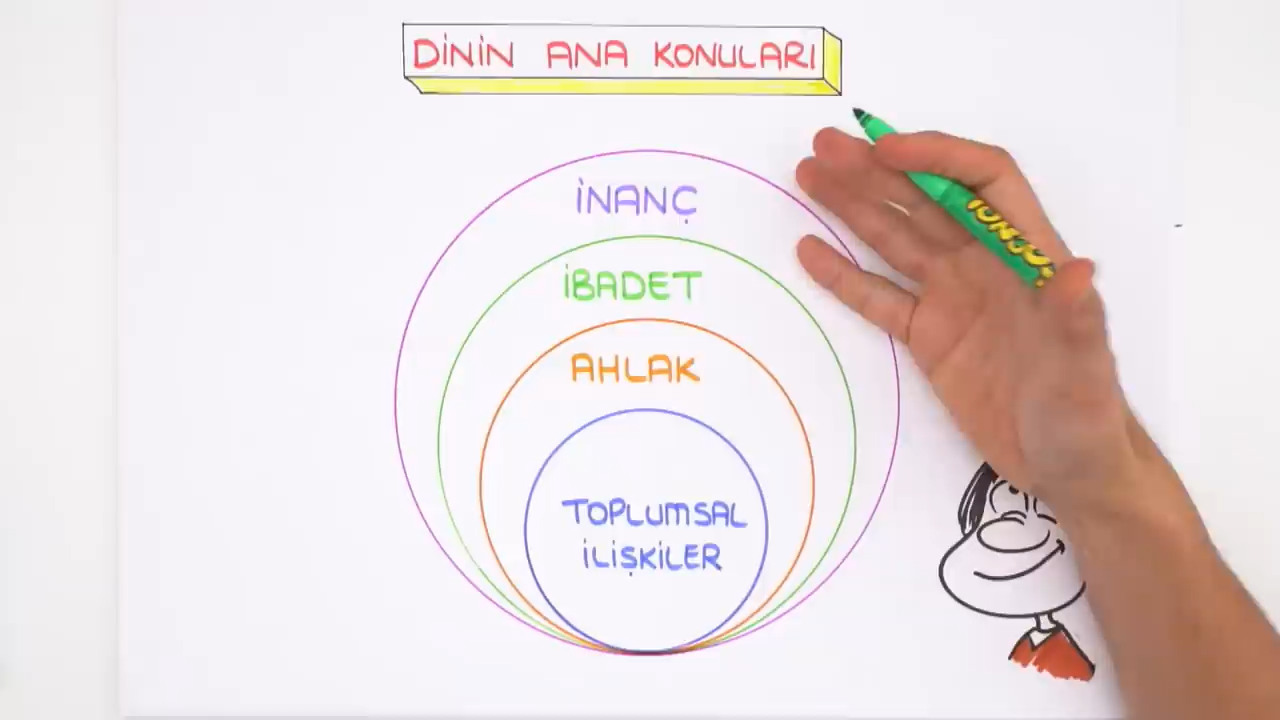 DİNİN ANA KONULARI
İNANÇ
İBADET
AHLAK
TOPLUMSAL
İLİŞKİLER